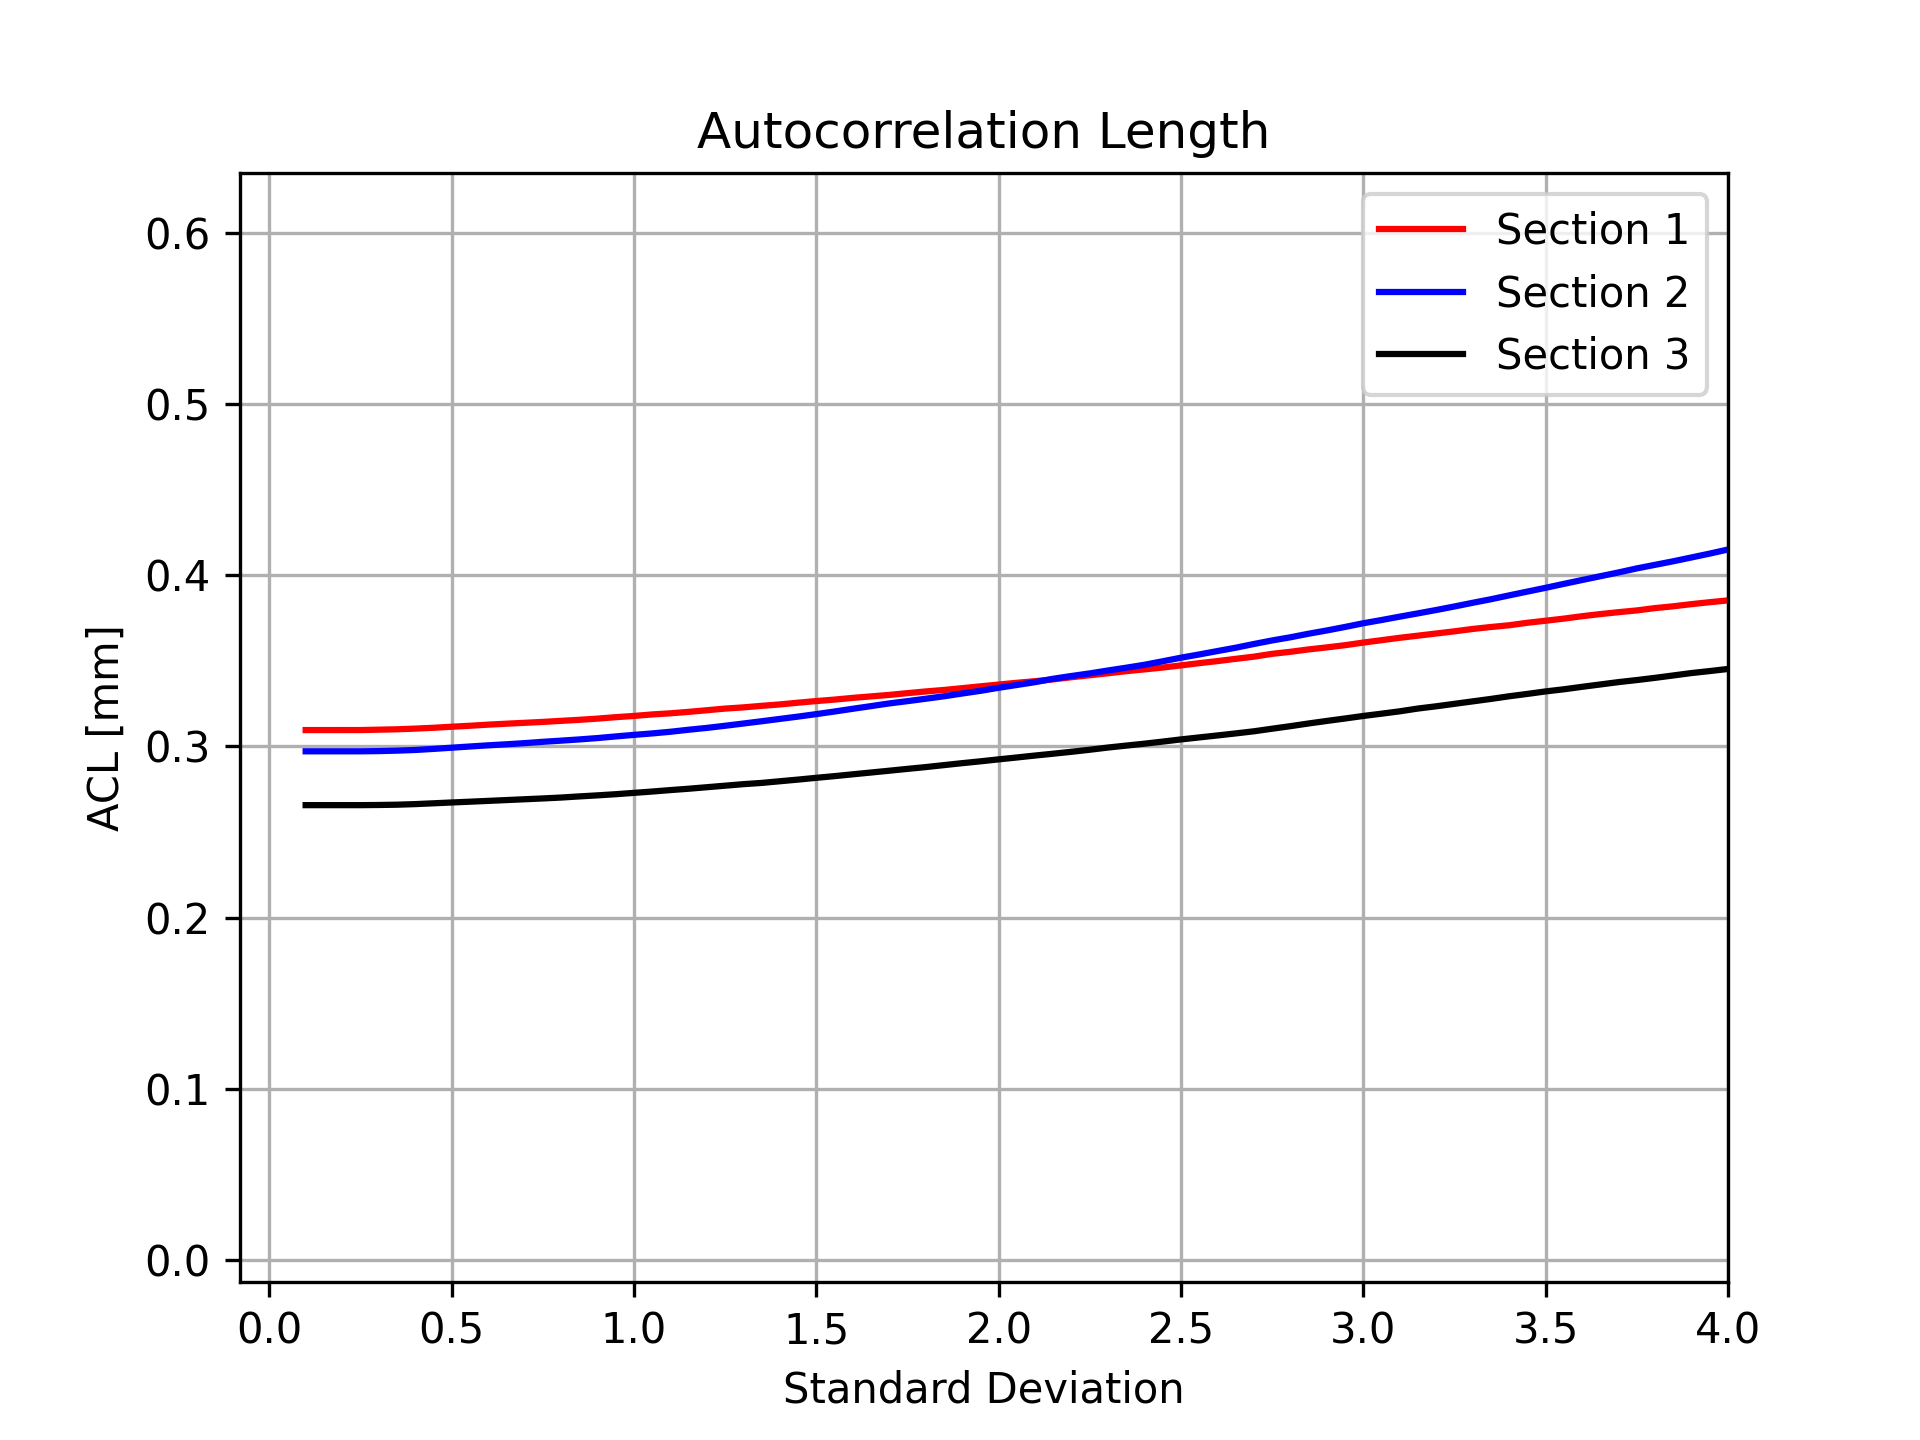 Autocorrelation Length
Section 1
Section 2
Section 3
ACL [mm]
0.6
0.5
0.4
0.3
0.2
0.1
0.0
0.0 0.5 1.0 1.5 2.0 2.5 3.0 3.5 4.0
Standard Deviation